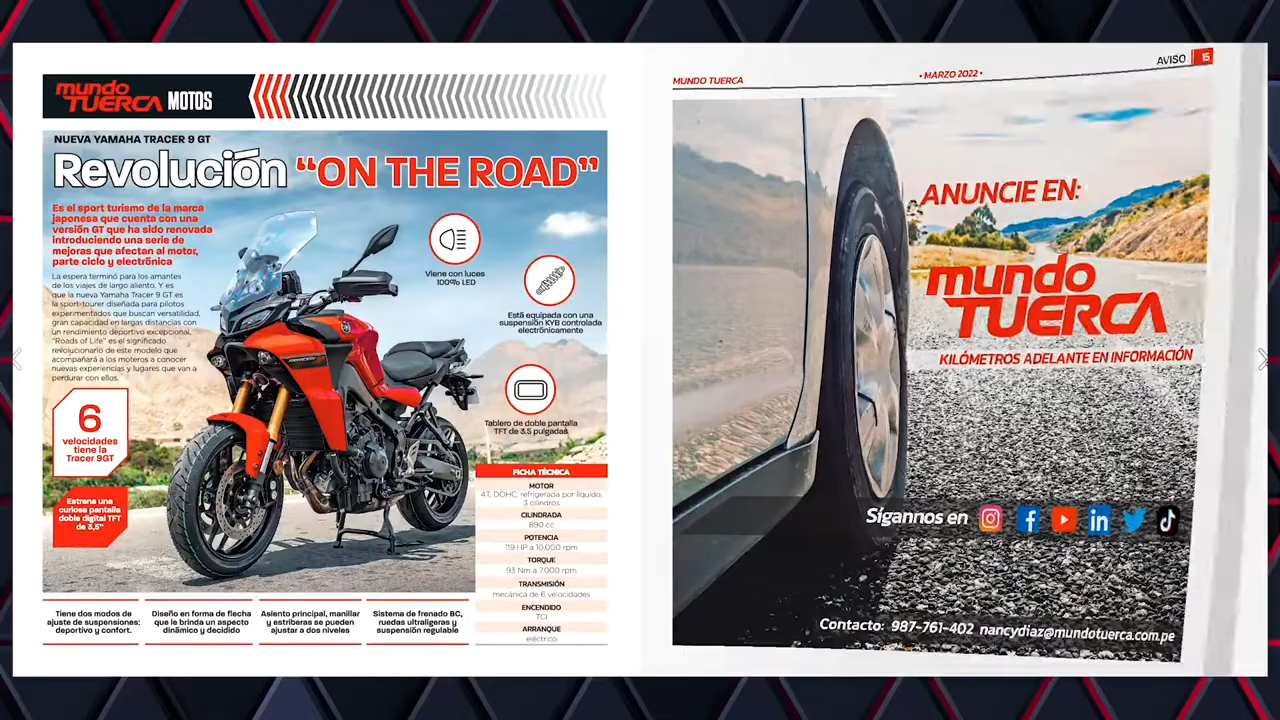 mundo
TUERCA MOTOS
NUEVA YAMAHA TRACER 9 GT
Revolución “ON THE ROAD”
Es el sport turismo de la marca
japonesa que cuenta con una
versión GT que ha sido renovada
introduciendo una serie de
mejoras que afectan al motor,
parte ciclo y electrónica
La espera terminó para los amantes
de los viajes de largo aliento. Y es
que la nueva Yamaha Tracer 9 GT es
la sport-tourer diseñada para pilotos
experimentados que buscan versatilidad,
gran capacidad en largas distancias con
un rendimiento deportivo excepcional.
“Roads of Life” es el significado
revolucionario de este modelo que
acompañará a los moteros a conocer
nuevas experiencias y lugares que van a
perdurar con ellos.
6
velocidades
tiene la
Tracer 9GT
Estrena una
curiosa pantalla
doble digital TFT
de 3,5”
Viene con luces
100% LED
Está equipada con una
suspensión KYB controlada
electrónicamente
Tablero de doble pantalla
TFT de 3.5 pulgadas
FICHA TÉCNICA
MOTOR
4T, DOHC, refrigerada por líquido,
3 cilindros
CILINDRADA
890 cc
POTENCIA
119 HP a 10,000 rpm
TORQUE
93 Nm a 7.000 rpm
TRANSMISIÓN
mecánica de 6 velocidades
ENCENDIDO
TCI
ARRANQUE
eléctrico
Tiene dos modos de
ajuste de suspensiones:
deportivo y confort.
Diseño en forma de flecha
que le brinda un aspecto
dinámico y decidido
Asiento principal, manillar
y estriberas se pueden
ajustar a dos niveles
Sistema de frenado BC,
ruedas ultraligeras y
suspensión regulable
MUNDO TUERCA
• MARZO 2022 •
AVISO 15
ANUNCIE EN:
mundo
TUERCA
KILÓMETROS ADELANTE EN INFORMACIÓN
Sígannos en
Contacto: 987-761-402 nancydiaz@mundotuerca.com.pe